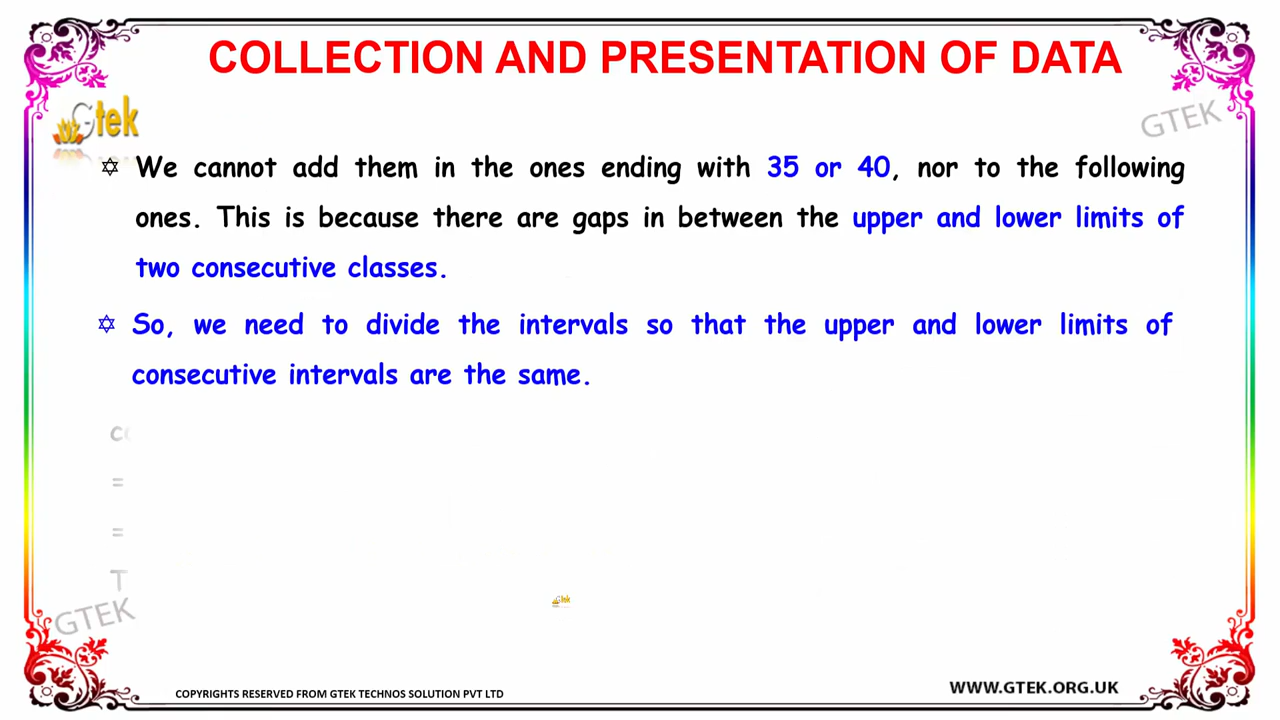 COLLECTION AND PRESENTATION OF DATA
Gtek
GTEK
We cannot add them in the ones ending with 35 or 40, nor to the following
ones. This is because there are gaps in between the upper and lower limits of
two consecutive classes.
So, we need to divide the intervals so that the upper and lower limits of
consecutive intervals are the same.
=
=
T
Gtek
GTEK
COPYRIGHTS RESERVED FROM GTEK TECHNOS SOLUTION PVT LTD
WWW.GTEK.ORG.UK